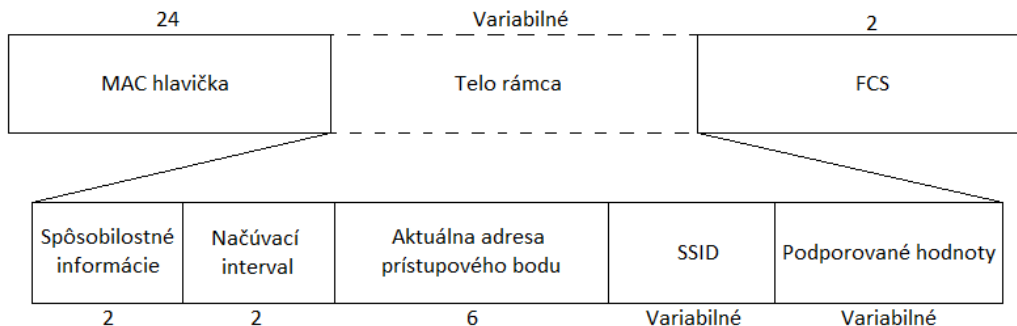 24
Variabilné
2
MAC hlavička
Telo rámca
FCS
Spôsobilostné
informácie
Načúvací
interval
Aktuálna adresa
prístupového bodu
SSID
Podporované hodnoty
2
2
6
Variabilné
Variabilné